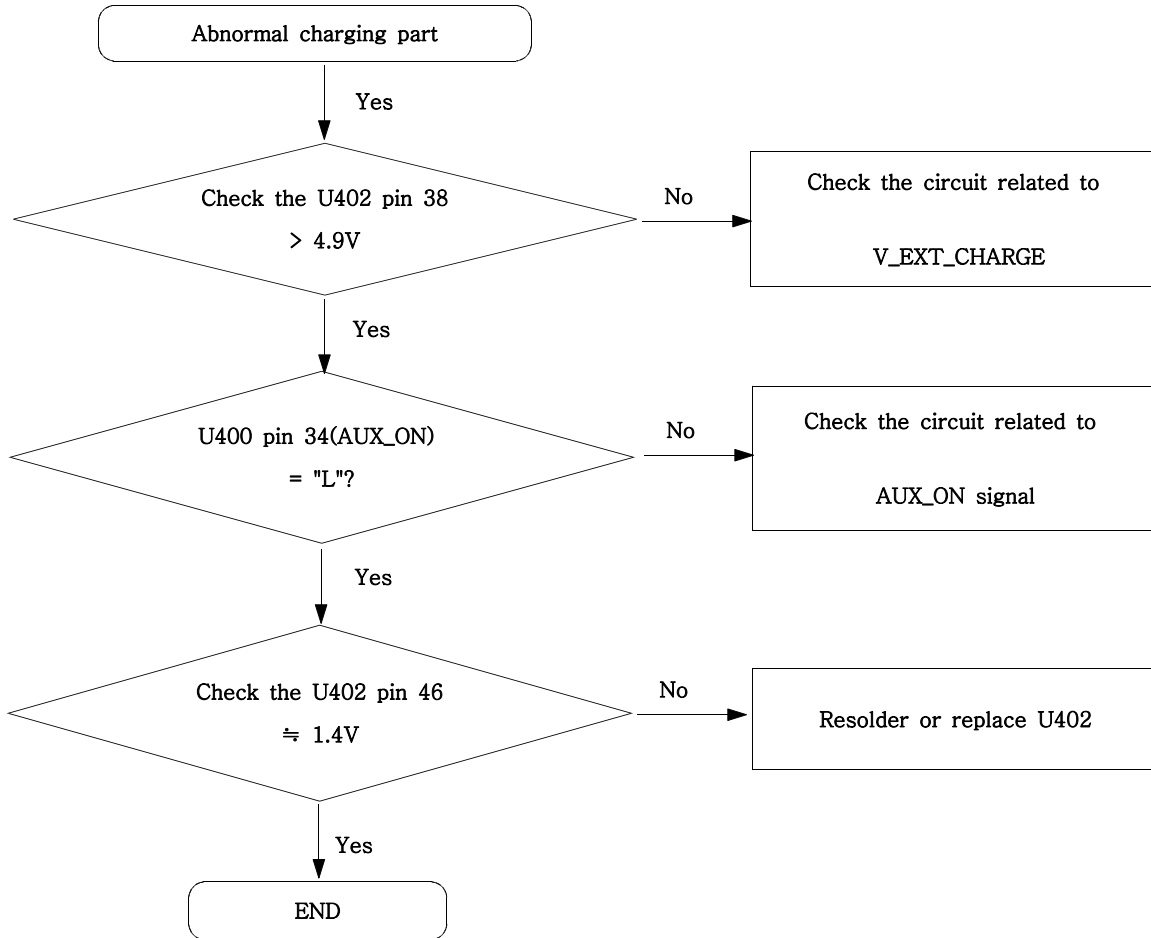 Abnormal charging part
Yes
Check the U402 pin 38
> 4.9V
No
Check the circuit related to
V_EXT_CHARGE
Yes
U400 pin 34(AUX_ON)
= "L"?
No
Check the circuit related to
AUX_ON signal
Yes
Check the U402 pin 46
≒ 1.4V
No
Resolder or replace U402
Yes
END